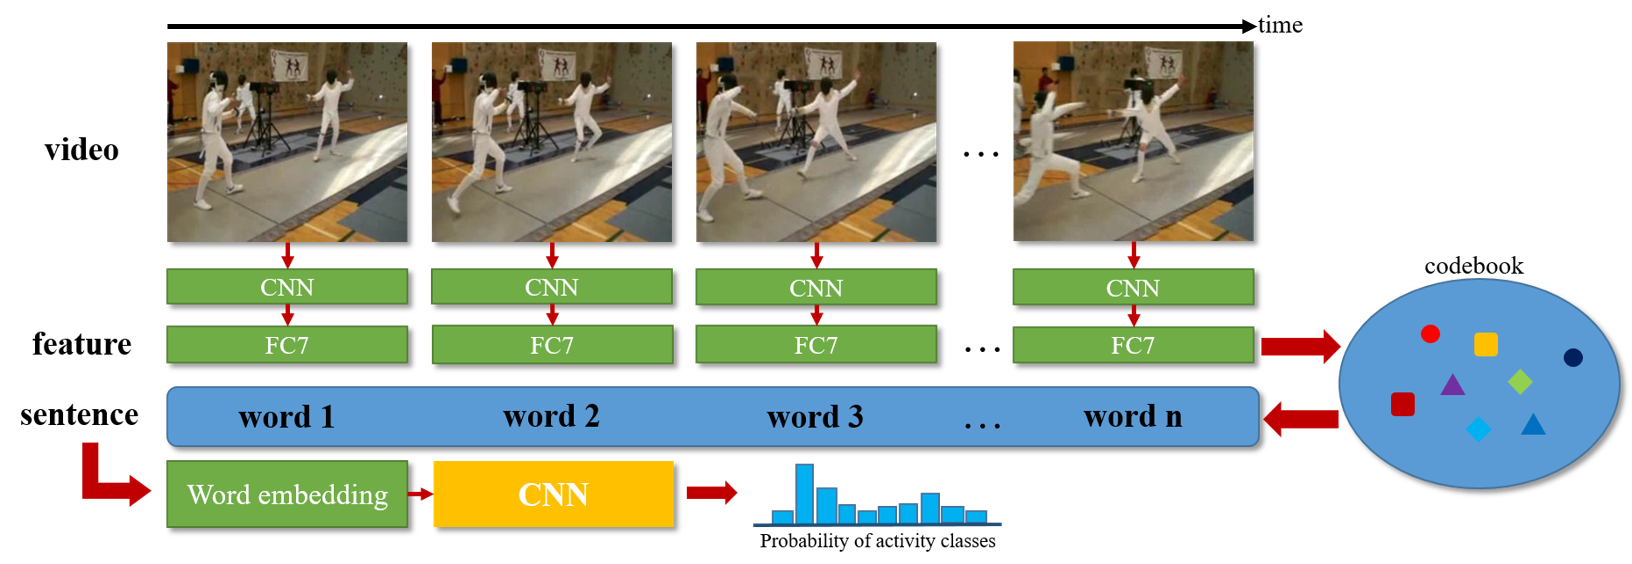 time
video
...
CNN CNN CNN CNN
codebook
feature FC7 FC7 FC7 ... FC7
sentence word 1 word 2 word 3 ... word n
Word embedding CNN
Probability of activity classes